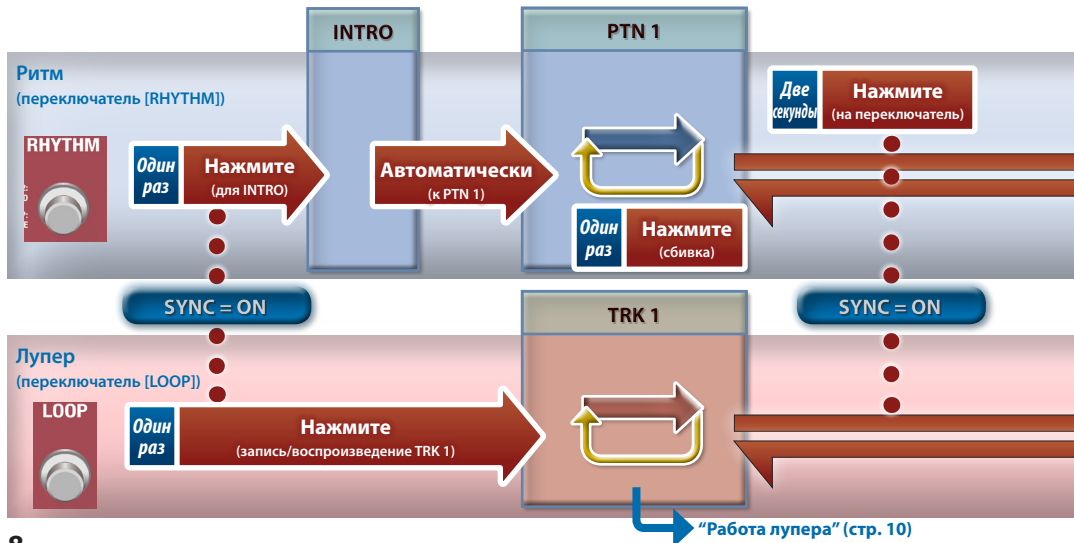 INTRO
PTN 1
Ритм
(переключатель [RHYTHM])
RHYTHM
Один
раз
Нажмите
(для INTRO)
Автоматически
(к PTN 1)
Один
раз
Нажмите
(сбивка)
Две
секунды
Нажмите
(на переключатель)
SYNC = ON
SYNC = ON
Лупер
(переключатель [LOOP])
LOOP
Один
раз
Нажмите
(запись/воспроизведение TRK 1)
TRK 1
“Работа лупера” (стр. 10)